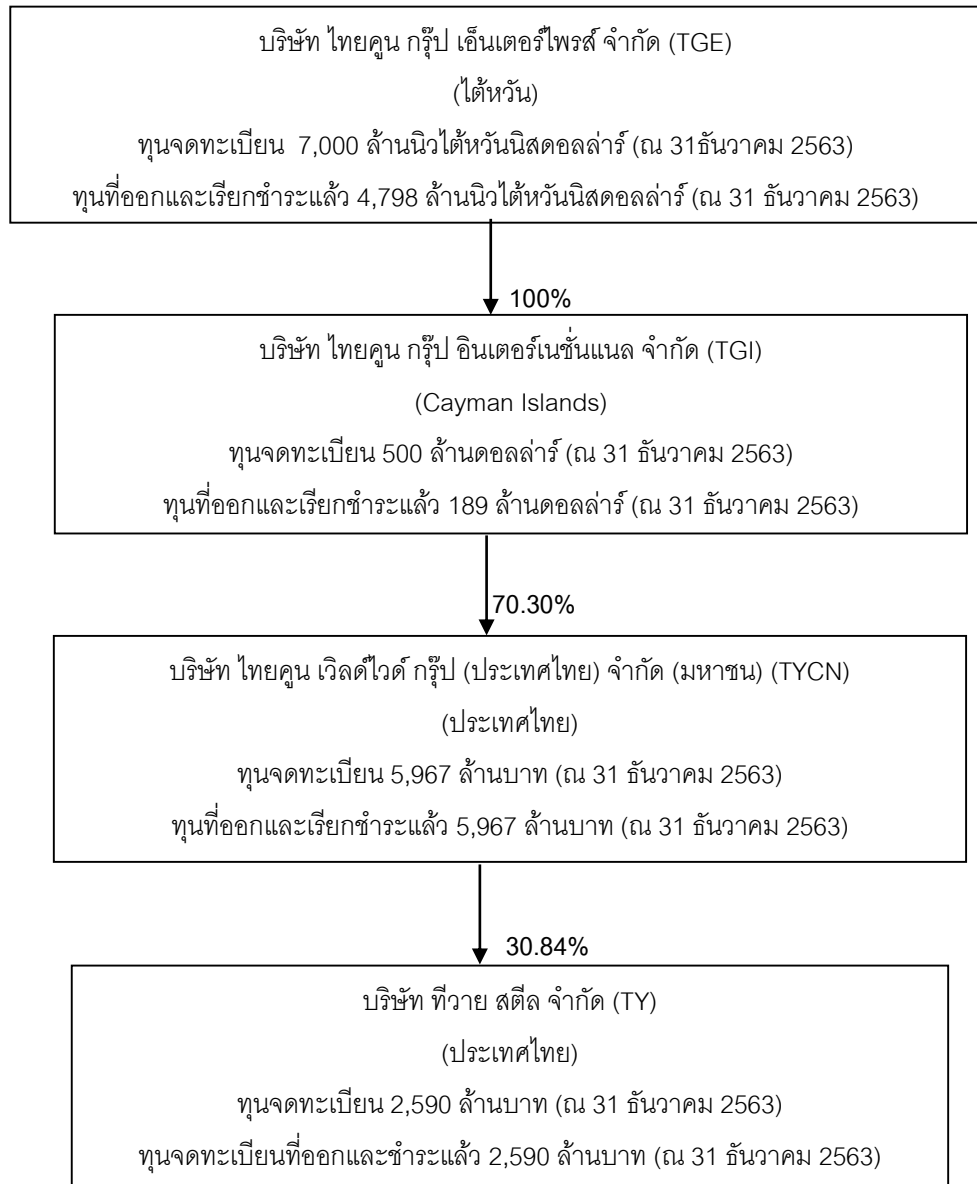 บริษัท ไทยคูน กรุ๊ป เอ็นเตอร์ไพรส์ จำกัด (TGE)
(ไต้หวัน)
ทุนจดทะเบียน 7,000 ล้านนิวไต้หวันนิสดอลล่าร์ (ณ 31ธันวาคม 2563)
ทุนที่ออกและเรียกชำระแล้ว 4,798 ล้านนิวไต้หวันนิสดอลล่าร์ (ณ 31 ธันวาคม 2563)
100%
บริษัท ไทยคูน กรุ๊ป อินเตอร์เนชั่นแนล จำกัด (TGI)
(Cayman Islands)
ทุนจดทะเบียน 500 ล้านดอลล่าร์ (ณ 31 ธันวาคม 2563)
ทุนที่ออกและเรียกชำระแล้ว 189 ล้านดอลล่าร์ (ณ 31 ธันวาคม 2563)
70.30%
บริษัท ไทยคูน เวิลด์ไวด์ กรุ๊ป (ประเทศไทย) จำกัด (มหาชน) (TYCN)
(ประเทศไทย)
ทุนจดทะเบียน 5,967 ล้านบาท (ณ 31 ธันวาคม 2563)
ทุนที่ออกและเรียกชำระแล้ว 5,967 ล้านบาท (ณ 31 ธันวาคม 2563)
30.84%
บริษัท ทีวาย สตีล จำกัด (TY)
(ประเทศไทย)
ทุนจดทะเบียน 2,590 ล้านบาท (ณ 31 ธันวาคม 2563)
ทุนจดทะเบียนที่ออกและชำระแล้ว 2,590 ล้านบาท (ณ 31 ธันวาคม 2563)